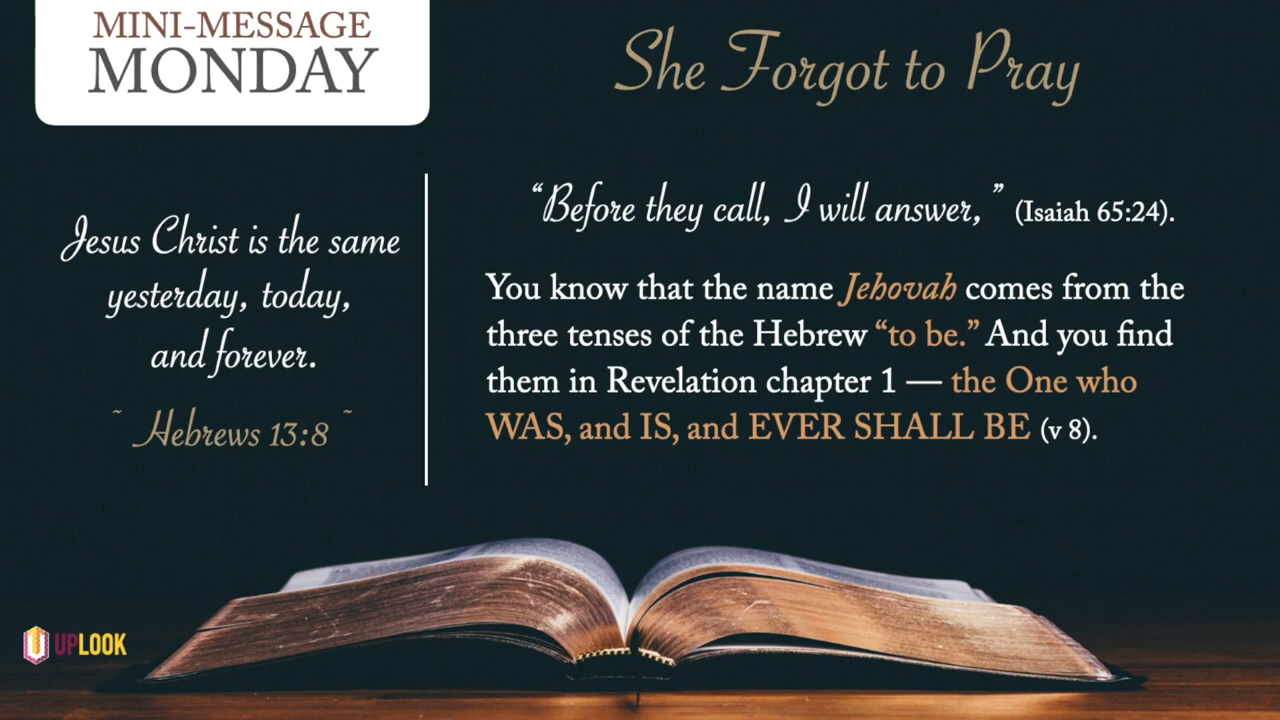 MINI-MESSAGE
MONDAY
She Forgot to Pray
Jesus Christ is the same
yesterday, today,
and forever.
~ Hebrews 13:8 ~
“Before they call, I will answer,” (Isaiah 65:24).
You know that the name Jehovah comes from the
three tenses of the Hebrew “to be.” And you find
them in Revelation chapter 1 — the One who
WAS, and IS, and EVER SHALL BE (v 8).
UPLOOK